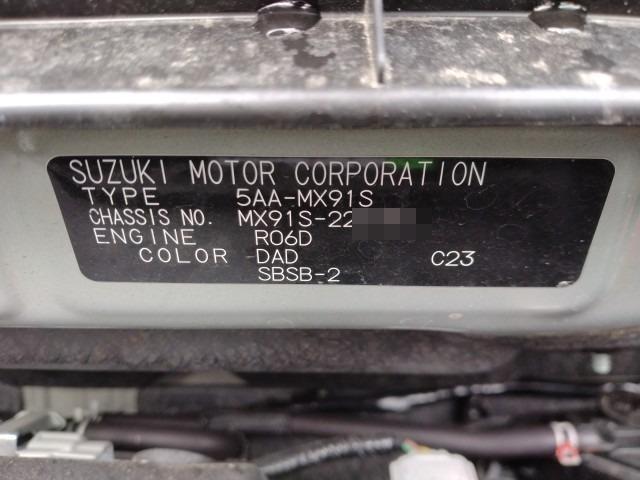 SUZUKI MOTOR CORPORATION
TYPE 5AA-MX91S
CHASSIS NO. MX91S-22
ENGINE R06D
COLOR DAD C23
SBSB-2